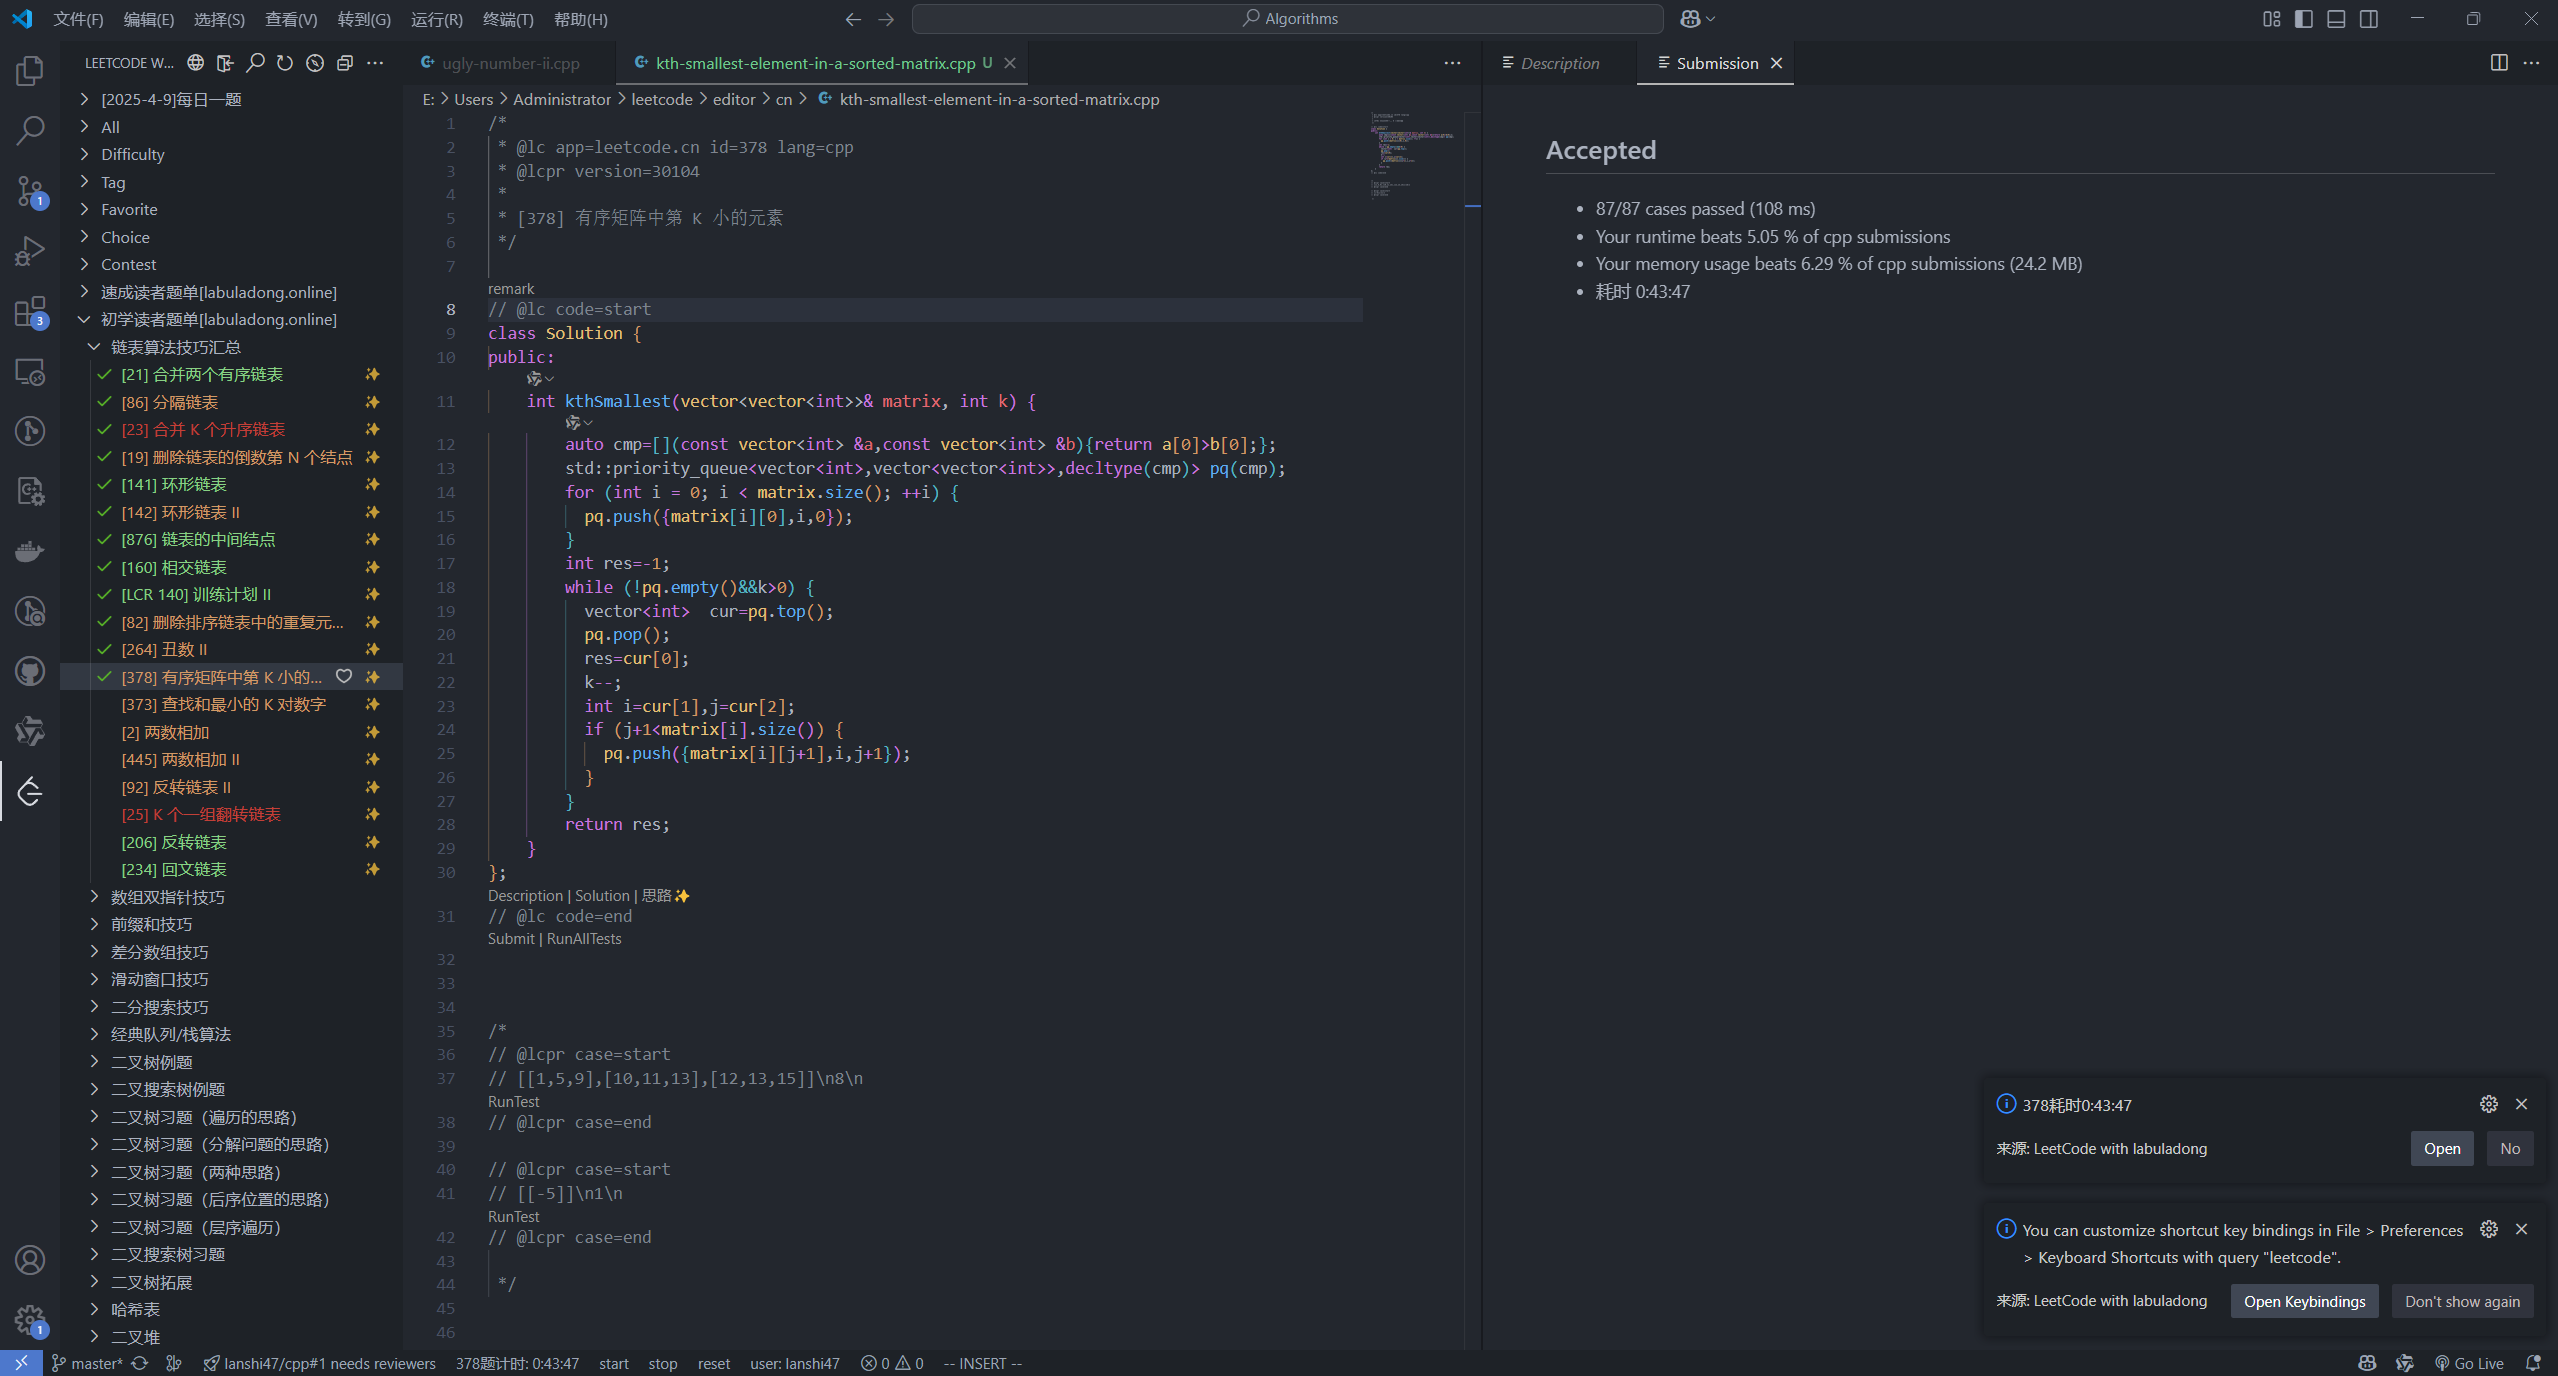 文件(F) 编辑(E) 选择(S) 查看(V) 转到(G) 运行(R) 终端(T) 帮助(H)
Algorithms
LEETCODE W...
[2025-4-9]每日一题
All
Difficulty
Tag
Favorite
Choice
Contest
速成读者题单[labuladong.online]
初学读者题单[labuladong.online]
链表算法技巧汇总
[21] 合并两个有序链表
[86] 分隔链表
[23] 合并 K 个升序链表
[19] 删除链表的倒数第 N 个结点
[141] 环形链表
[142] 环形链表 II
[876] 链表的中间结点
[160] 相交链表
[LCR 140] 训练计划 II
[82] 删除排序链表中的重复元...
[264] 丑数 II
[378] 有序矩阵中第 K 小的...
[373] 查找和最小的 K 对数字
[2] 两数相加
[445] 两数相加 II
[92] 反转链表 II
[25] K 个一组翻转链表
[206] 反转链表
[234] 回文链表
数组双指针技巧
前缀和技巧
差分数组技巧
滑动窗口技巧
二分搜索技巧
经典队列/栈算法
二叉树例题
二叉搜索树例题
二叉树习题（遍历的思路）
二叉树习题（分解问题的思路）
二叉树习题（两种思路）
二叉树习题（后序位置的思路）
二叉树习题（层序遍历）
二叉搜索树习题
二叉树拓展
哈希表
二叉堆
1
3
1
ugly-number-ii.cpp
kth-smallest-element-in-a-sorted-matrix.cpp U
E: > Users > Administrator > leetcode > editor > cn > kth-smallest-element-in-a-sorted-matrix.cpp
1 /*
2 * @lc app=leetcode.cn id=378 lang=cpp
3 * @lcpr version=30104
4 *
5 * [378] 有序矩阵中第 K 小的元素
6 */
7
remark
8 // @lc code=start
9 class Solution {
10 public:
11 int kthSmallest(vector<vector<int>>& matrix, int k) {
12 auto cmp=[](const vector<int> &a,const vector<int> &b){return a[0]>b[0];};
13 std::priority_queue<vector<int>,vector<vector<int>>,decltype(cmp)> pq(cmp);
14 for (int i = 0; i < matrix.size(); ++i) {
15 pq.push({matrix[i][0],i,0});
16 }
17 int res=-1;
18 while (!pq.empty()&&k>0) {
19 vector<int>  cur=pq.top();
20 pq.pop();
21 res=cur[0];
22 k--;
23 int i=cur[1],j=cur[2];
24 if (j+1<matrix[i].size()) {
25 pq.push({matrix[i][j+1],i,j+1});
26 }
27 }
28 return res;
29 }
30 };
Description | Solution | 思路✨
31 // @lc code=end
Submit | RunAllTests
32
33
34
35 /*
36 // @lcpr case=start
37 // [[1,5,9],[10,11,13],[12,13,15]]\n8\n
RunTest
38 // @lcpr case=end
39
40 // @lcpr case=start
41 // [[-5]]\n1\n
RunTest
42 // @lcpr case=end
43
44 */
45
46
Description
Submission
Accepted
• 87/87 cases passed (108 ms)
• Your runtime beats 5.05 % of cpp submissions
• Your memory usage beats 6.29 % of cpp submissions (24.2 MB)
• 耗时 0:43:47
378耗时0:43:47
来源: LeetCode with labuladong
Open
No
You can customize shortcut key bindings in File > Preferences
> Keyboard Shortcuts with query "leetcode".
来源: LeetCode with labuladong
Open Keybindings
Don't show again
master* lanshi47/cpp#1 needs reviewers 378题计时: 0:43:47 start stop reset user: lanshi47 0 0 -- INSERT -- Go Live